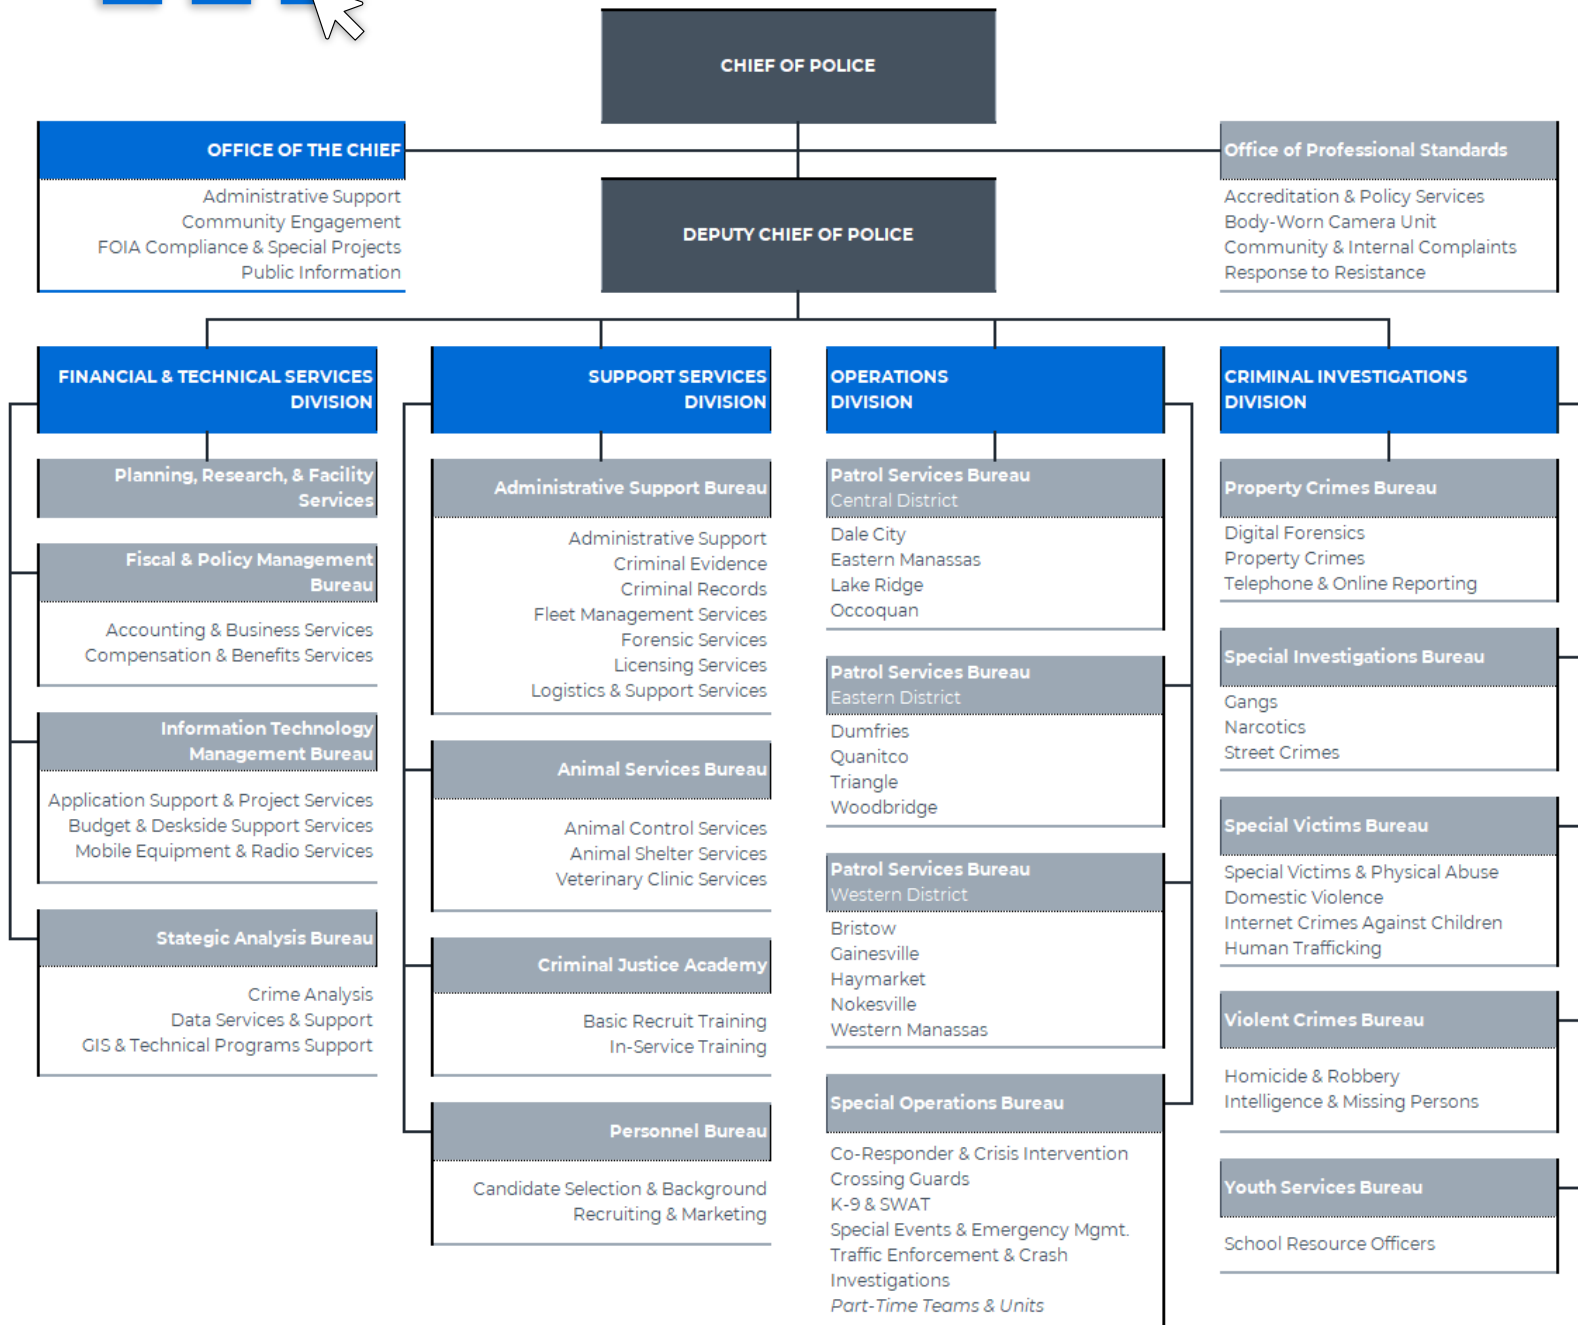 CHIEF OF POLICE
OFFICE OF THE CHIEF
Administrative Support
Community Engagement
FOIA Compliance & Special Projects
Public Information
Office of Professional Standards
Accreditation & Policy Services
Body-Worn Camera Unit
Community & Internal Complaints
Response to Resistance
DEPUTY CHIEF OF POLICE
FINANCIAL & TECHNICAL SERVICES
DIVISION
Planning, Research, & Facility
Services
Fiscal & Policy Management
Bureau
Accounting & Business Services
Compensation & Benefits Services
Information Technology
Management Bureau
Application Support & Project Services
Budget & Deskside Support Services
Mobile Equipment & Radio Services
Stategic Analysis Bureau
Crime Analysis
Data Services & Support
GIS & Technical Programs Support
SUPPORT SERVICES
DIVISION
Administrative Support Bureau
Administrative Support
Criminal Evidence
Criminal Records
Fleet Management Services
Forensic Services
Licensing Services
Logistics & Support Services
Animal Services Bureau
Animal Control Services
Animal Shelter Services
Veterinary Clinic Services
Criminal Justice Academy
Basic Recruit Training
In-Service Training
Personnel Bureau
Candidate Selection & Background
Recruiting & Marketing
OPERATIONS
DIVISION
Patrol Services Bureau
Central District
Dale City
Eastern Manassas
Lake Ridge
Occoquan
Patrol Services Bureau
Eastern District
Dumfries
Quanitco
Triangle
Woodbridge
Patrol Services Bureau
Western District
Bristow
Gainesville
Haymarket
Nokesville
Western Manassas
Special Operations Bureau
Co-Responder & Crisis Intervention
Crossing Guards
K-9 & SWAT
Special Events & Emergency Mgmt.
Traffic Enforcement & Crash
Investigations
Part-Time Teams & Units
CRIMINAL INVESTIGATIONS
DIVISION
Property Crimes Bureau
Digital Forensics
Property Crimes
Telephone & Online Reporting
Special Investigations Bureau
Gangs
Narcotics
Street Crimes
Special Victims Bureau
Special Victims & Physical Abuse
Domestic Violence
Internet Crimes Against Children
Human Trafficking
Violent Crimes Bureau
Homicide & Robbery
Intelligence & Missing Persons
Youth Services Bureau
School Resource Officers